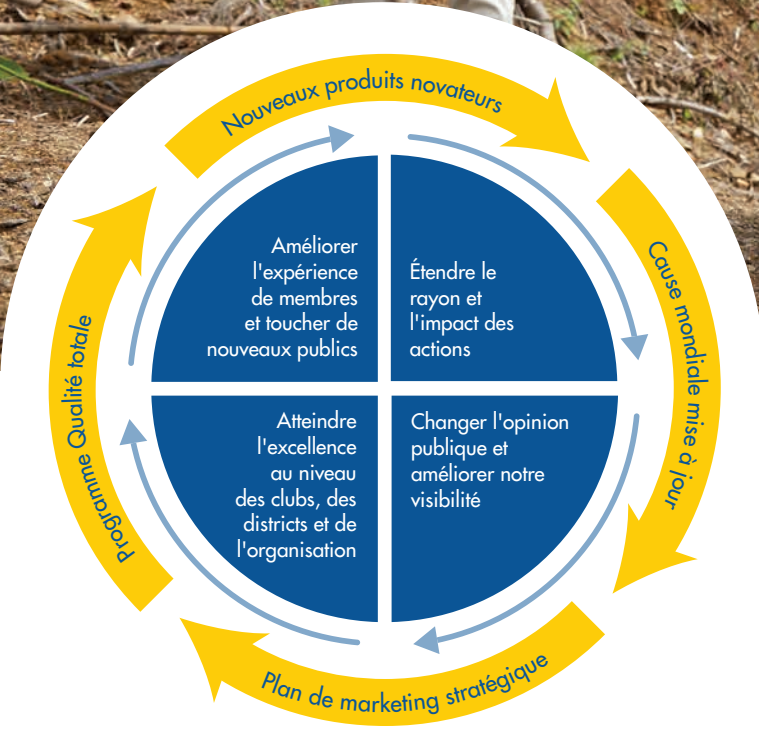 Nouveaux produits novateurs
Cause mondiale mise à jour
Plan de marketing stratégique
Programme Qualité totale
Améliorer
l'expérience
de membres
et toucher de
nouveaux publics
Étendre le
rayon et
l'impact des
actions
Atteindre
l'excellence
au niveau
des clubs, des
districts et de
l'organisation
Changer l'opinion
publique et
améliorer notre
visibilité